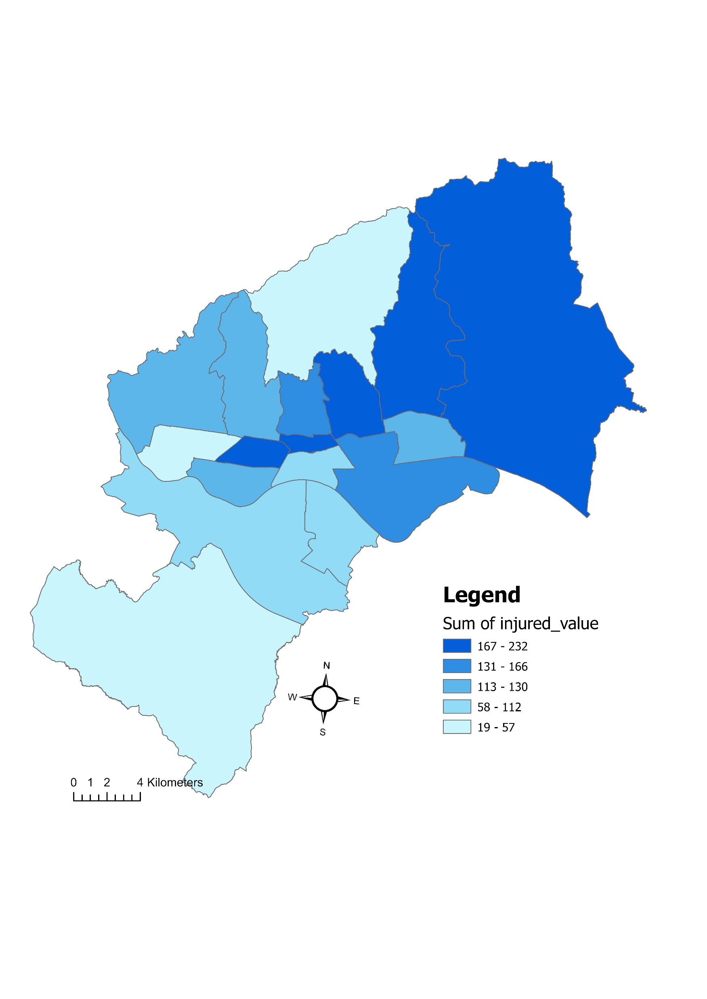 Legend
Sum of injured_value
167 - 232
131 - 166
113 - 130
58 - 112
19 - 57
N
W E
S
0 1 2 4 Kilometers